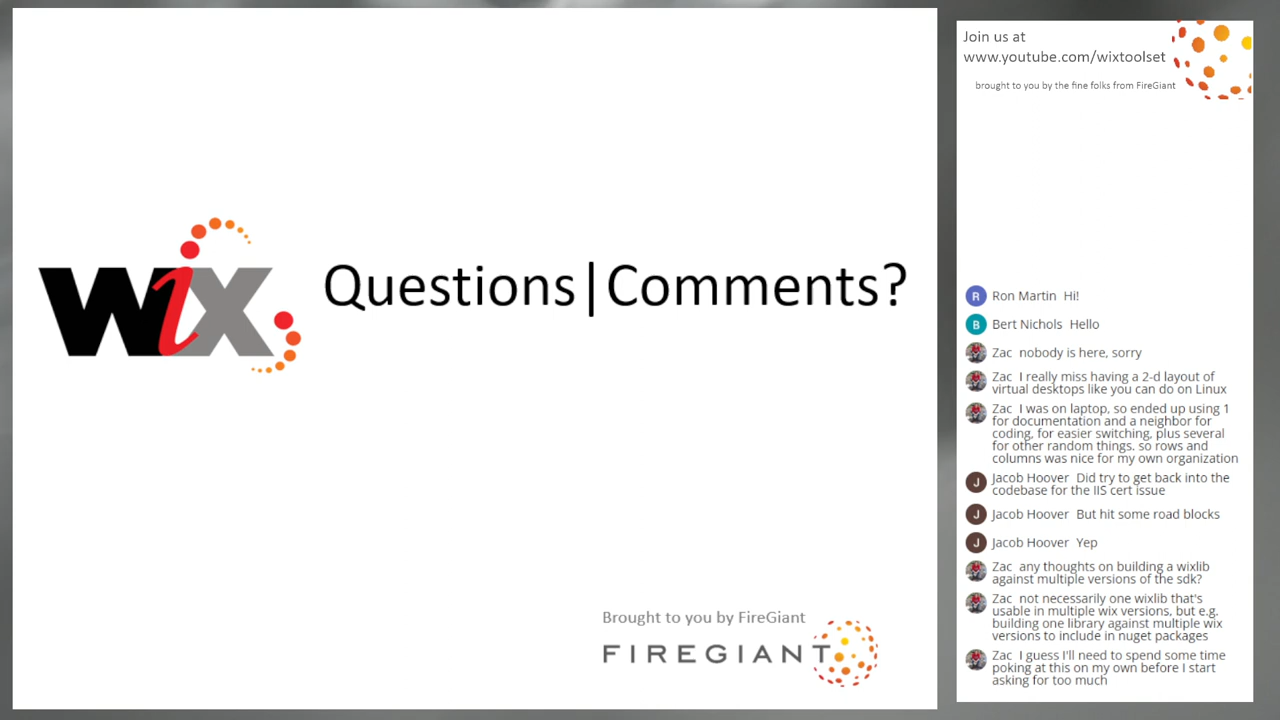 WiX
Questions|Comments?
Brought to you by FireGiant
FIREGIANT
Join us at
www.youtube.com/wixtoolset
brought to you by the fine folks from FireGiant
R Ron Martin Hi!
B Bert Nichols Hello
Zac nobody is here, sorry
Zac I really miss having a 2-d layout of
virtual desktops like you can do on Linux
Zac I was on laptop, so ended up using 1
for documentation and a neighbor for
coding, for easier switching, plus several
for other random things. so rows and
columns was nice for my own organization
J Jacob Hoover Did try to get back into the
codebase for the IIS cert issue
J Jacob Hoover But hit some road blocks
J Jacob Hoover Yep
Zac any thoughts on building a wixlib
against multiple versions of the sdk?
Zac not necessarily one wixlib that's
usable in multiple wix versions, but e.g.
building one library against multiple wix
versions to include in nuget packages
Zac I guess I'll need to spend some time
poking at this on my own before I start
asking for too much